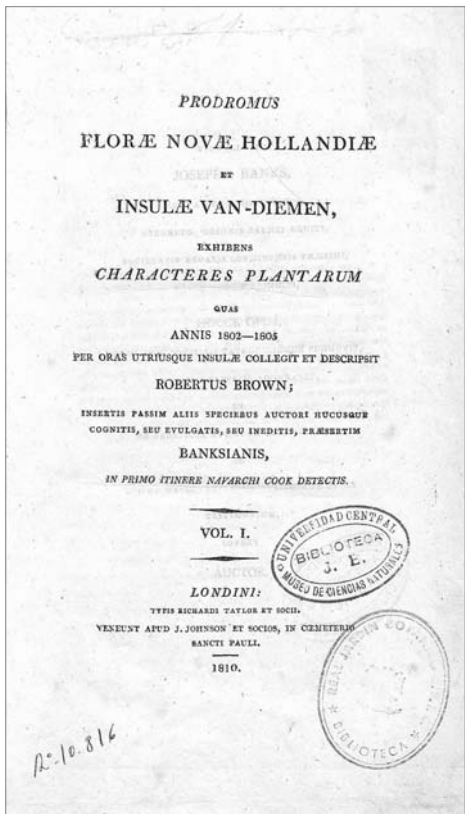 PRODROMUS
FLORÆ NOVÆ HOLLANDIÆ
ET
INSULÆ VAN-DIEMEN,
EXHIBENS
CHARACTERES PLANTARUM
QUAS
ANNIS 1802—1805
PER ORAS UTRIUSQUE INSULÆ COLLEGIT ET DESCRIPSIT
ROBERTUS BROWN;
INSERTIS PASSIM ALIIS SPECIEBUS AUCTORI HUCUSQUE
COGNITIS, SEU EVULGATIS, SEU INEDITIS, PRÆSERTIM
BANKSIANIS,
IN PRIMO ITINERE NAVARCHI COOK DETECTIS.
VOL. I.
UNIVERSIDAD CENTRAL
BIBLIOTECA
J. E.
MUSEO DE CIENCIAS NATURALES
LONDINI:
TYPIS RICHARDI TAYLOR ET SOCII.
VENEUNT APUD J. JOHNSON ET SOCIOS, IN CŒMETERIO
SANCTI PAULI.
1810.
BIBLIOTECA
10.816